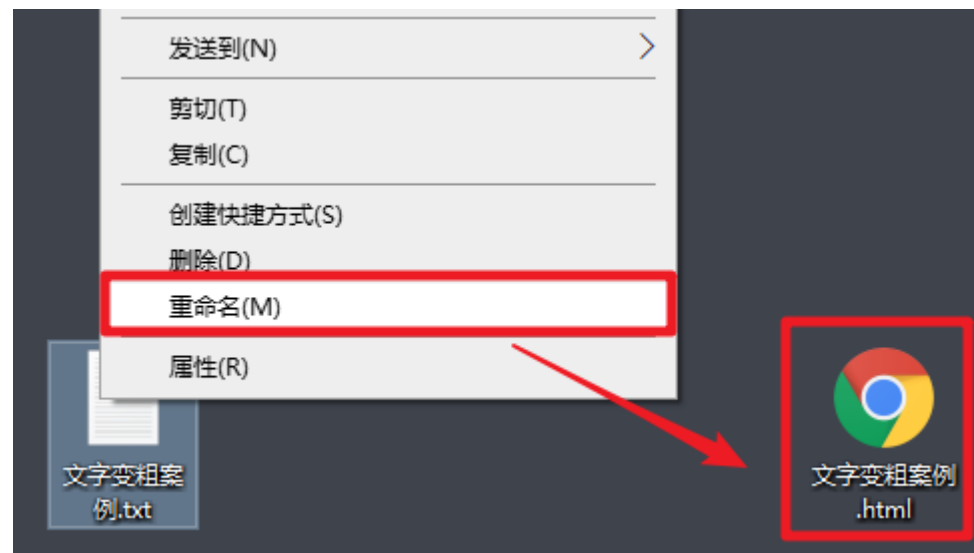 发送到(N)
剪切(T)
复制(C)
创建快捷方式(S)
删除(D)
重命名(M)
属性(R)
文字变粗案
例.txt
文字变粗案例
.html